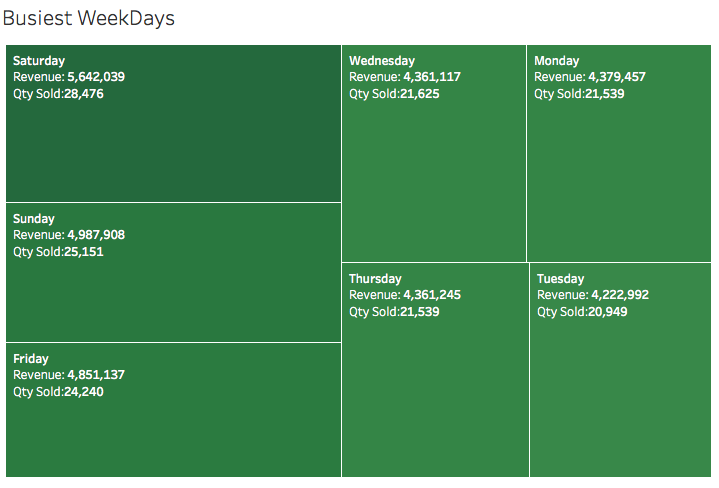 Busiest WeekDays
Saturday
Revenue: 5,642,039
Qty Sold:28,476
Sunday
Revenue: 4,987,908
Qty Sold:25,151
Friday
Revenue: 4,851,137
Qty Sold:24,240
Wednesday
Revenue: 4,361,117
Qty Sold:21,625
Monday
Revenue: 4,379,457
Qty Sold:21,539
Thursday
Revenue: 4,361,245
Qty Sold:21,539
Tuesday
Revenue: 4,222,992
Qty Sold:20,949